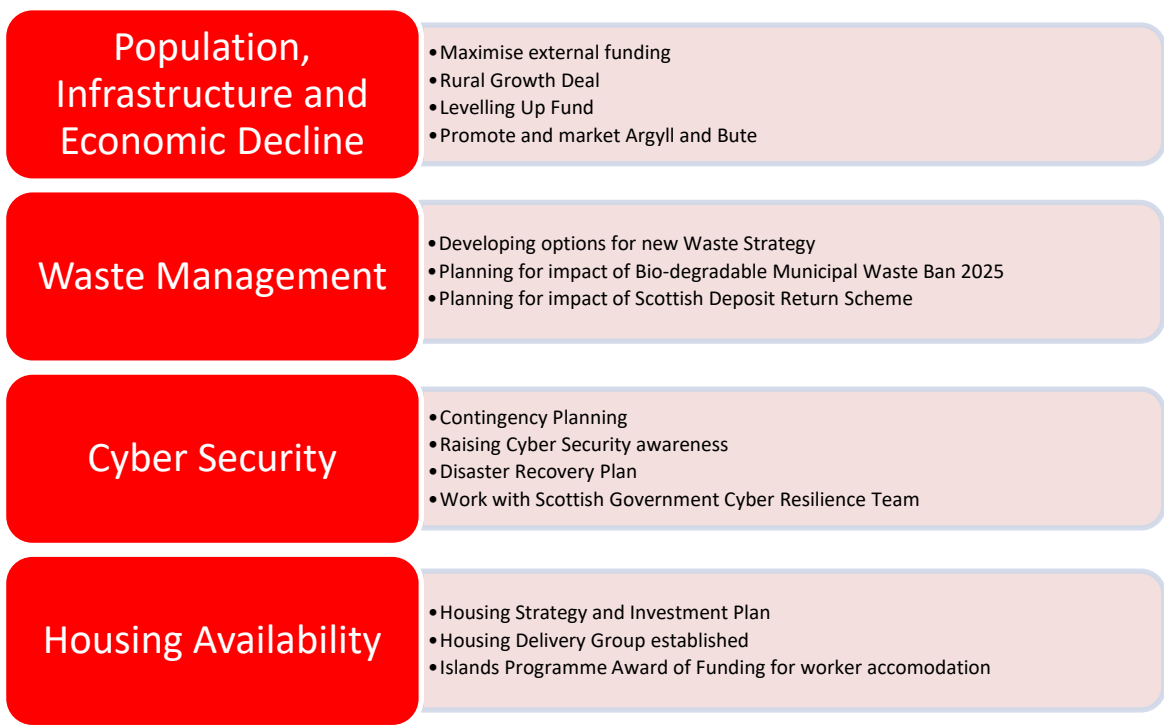 Population,
Infrastructure and
Economic Decline
•Maximise external funding
•Rural Growth Deal
•Levelling Up Fund
•Promote and market Argyll and Bute
Waste Management
•Developing options for new Waste Strategy
•Planning for impact of Bio-degradable Municipal Waste Ban 2025
•Planning for impact of Scottish Deposit Return Scheme
Cyber Security
•Contingency Planning
•Raising Cyber Security awareness
•Disaster Recovery Plan
•Work with Scottish Government Cyber Resilience Team
Housing Availability
•Housing Strategy and Investment Plan
•Housing Delivery Group established
•Islands Programme Award of Funding for worker accomodation